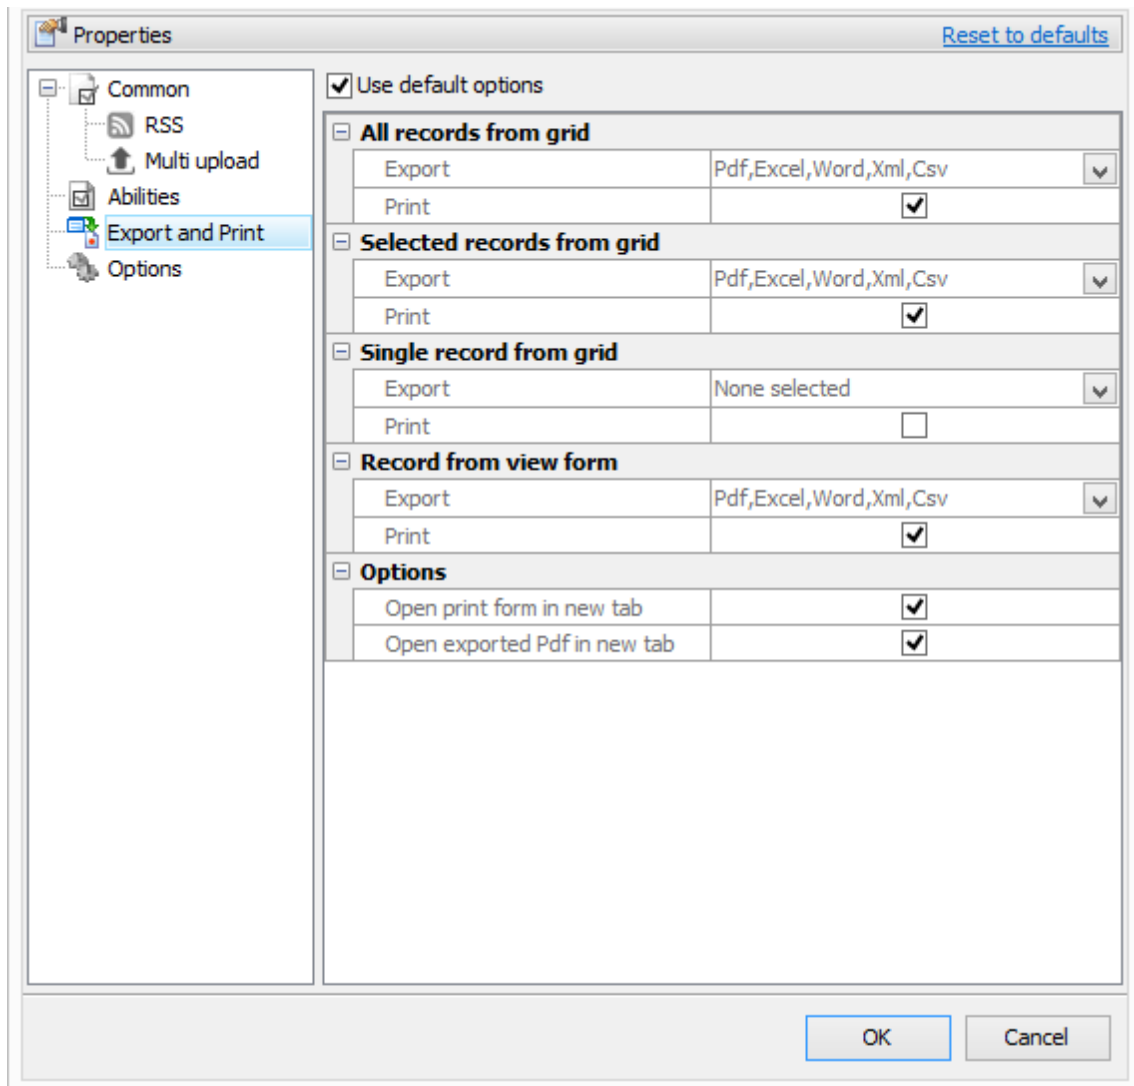 Properties
Reset to defaults
Common
RSS
Multi upload
Abilities
Export and Print
Options
Use default options
All records from grid
Export Pdf,Excel,Word,Xml,Csv
Print
Selected records from grid
Export Pdf,Excel,Word,Xml,Csv
Print
Single record from grid
Export None selected
Print
Record from view form
Export Pdf,Excel,Word,Xml,Csv
Print
Options
Open print form in new tab
Open exported Pdf in new tab
OK
Cancel